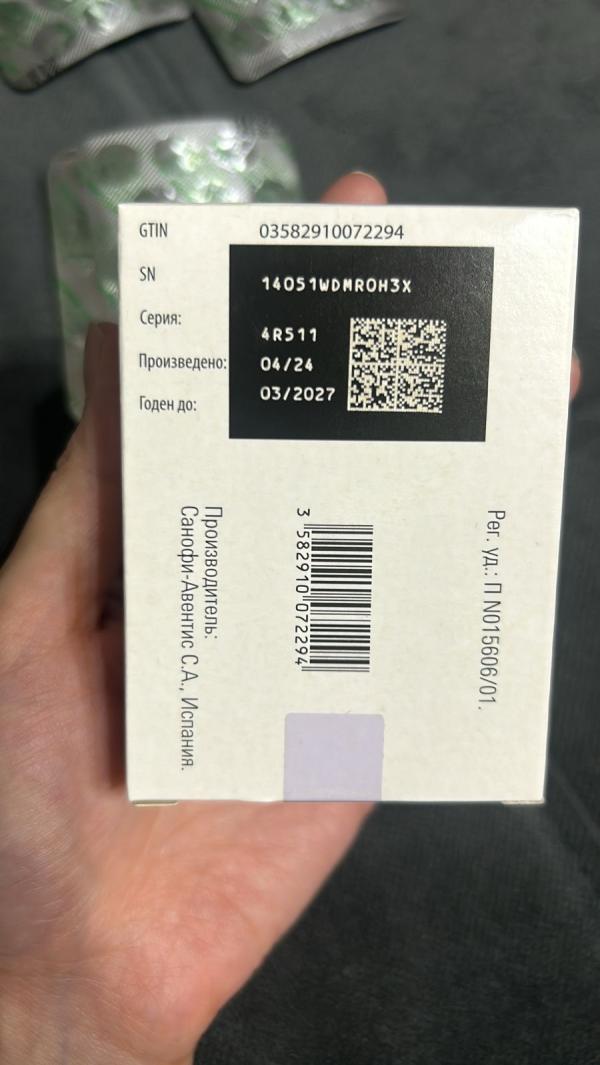 GTIN 03582910072294
SN 14051WDMROH3X
Серия: 4R511
Произведено: 04/24
Годен до: 03/2027
Производитель:
Санофи-Авентис С.А., Испания.
3 582910 072294
Рег. уд.: П N015606/01.